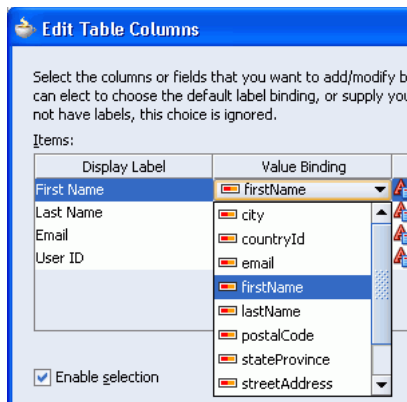 Edit Table Columns
Select the columns or fields that you want to add/modify b
can elect to choose the default label binding, or supply you
not have labels, this choice is ignored.
Items:
Display Label Value Binding
First Name firstName
Last Name city
Email countryId
User ID email
firstName
lastName
postalCode
stateProvince
Enable selection streetAddress